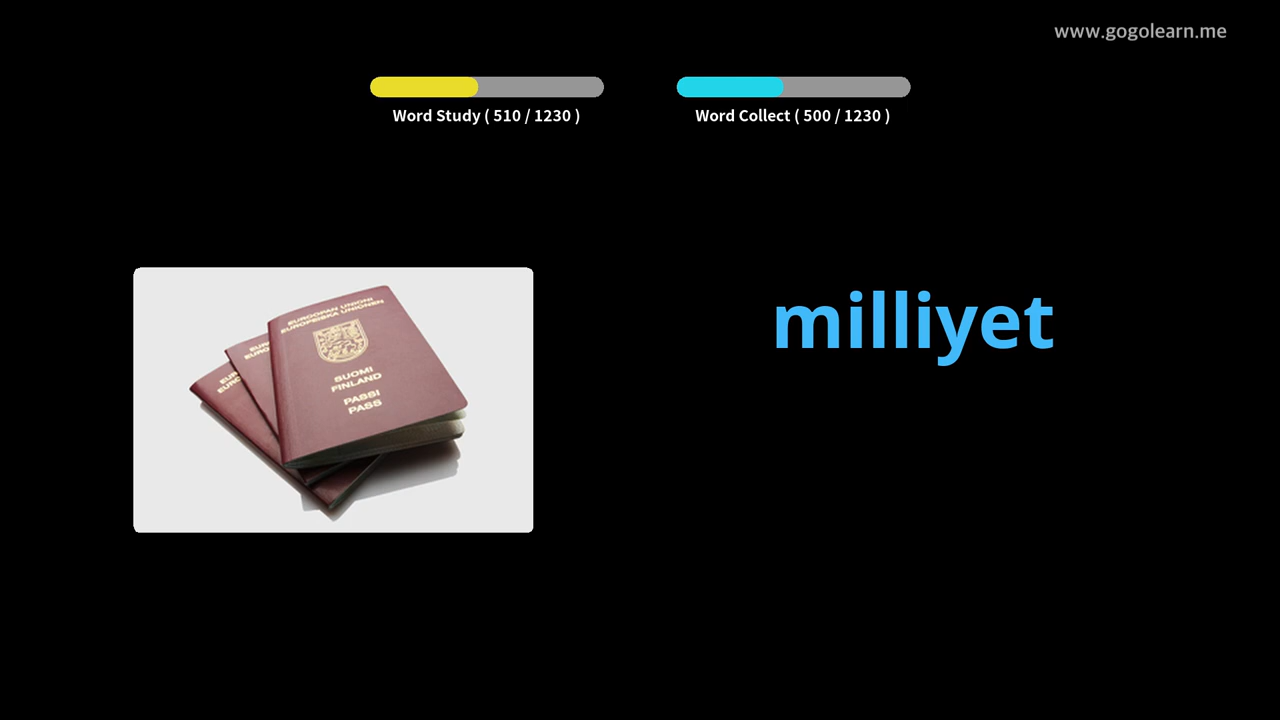 www.gogolearn.me
Word Study ( 510 / 1230 )
Word Collect ( 500 / 1230 )
milliyet
EUROOPAN UNIONI
EUROPEISKA UNIONEN
SUOMI
FINLAND
PASSI
PASS